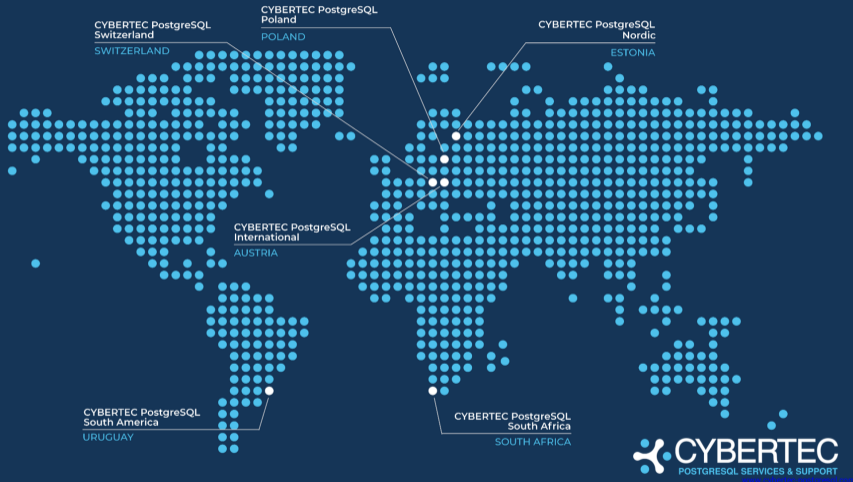 CYBERTEC PostgreSQL
Switzerland
SWITZERLAND
CYBERTEC PostgreSQL
Poland
POLAND
CYBERTEC PostgreSQL
Nordic
ESTONIA
CYBERTEC PostgreSQL
International
AUSTRIA
CYBERTEC PostgreSQL
South America
URUGUAY
CYBERTEC PostgreSQL
South Africa
SOUTH AFRICA
CYBERTEC
POSTGRESQL SERVICES & SUPPORT